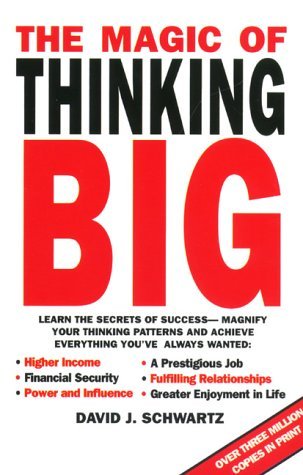 THE MAGIC OF
THINKING
BIG
LEARN THE SECRETS OF SUCCESS— MAGNIFY
YOUR THINKING PATTERNS AND ACHIEVE
EVERYTHING YOU'VE ALWAYS WANTED:
• Higher Income
• Financial Security
• Power and Influence
• A Prestigious Job
• Fulfilling Relationships
• Greater Enjoyment in Life
DAVID J. SCHWARTZ
OVER THREE MILLION
COPIES IN PRINT